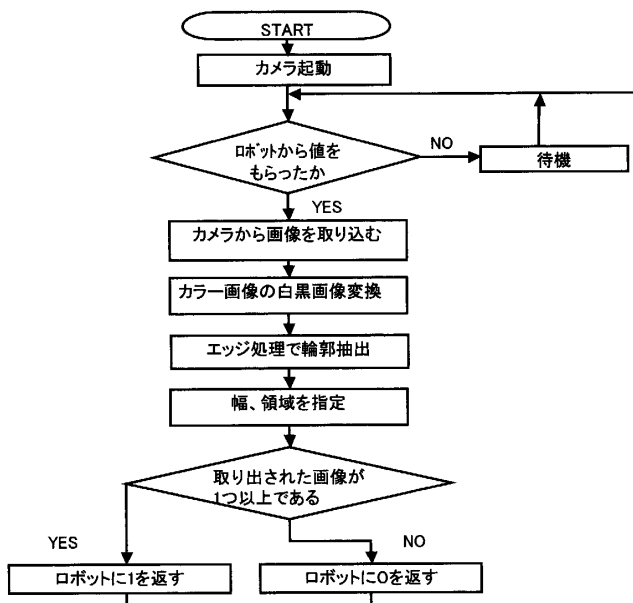 START
カメラ起動
ロボットから値を
もらったか
NO
待機
YES
カメラから画像を取り込む
カラー画像の白黒画像変換
エッジ処理で輪郭抽出
幅、領域を指定
取り出された画像が
1つ以上である
YES
NO
ロボットに1を返す
ロボットに0を返す